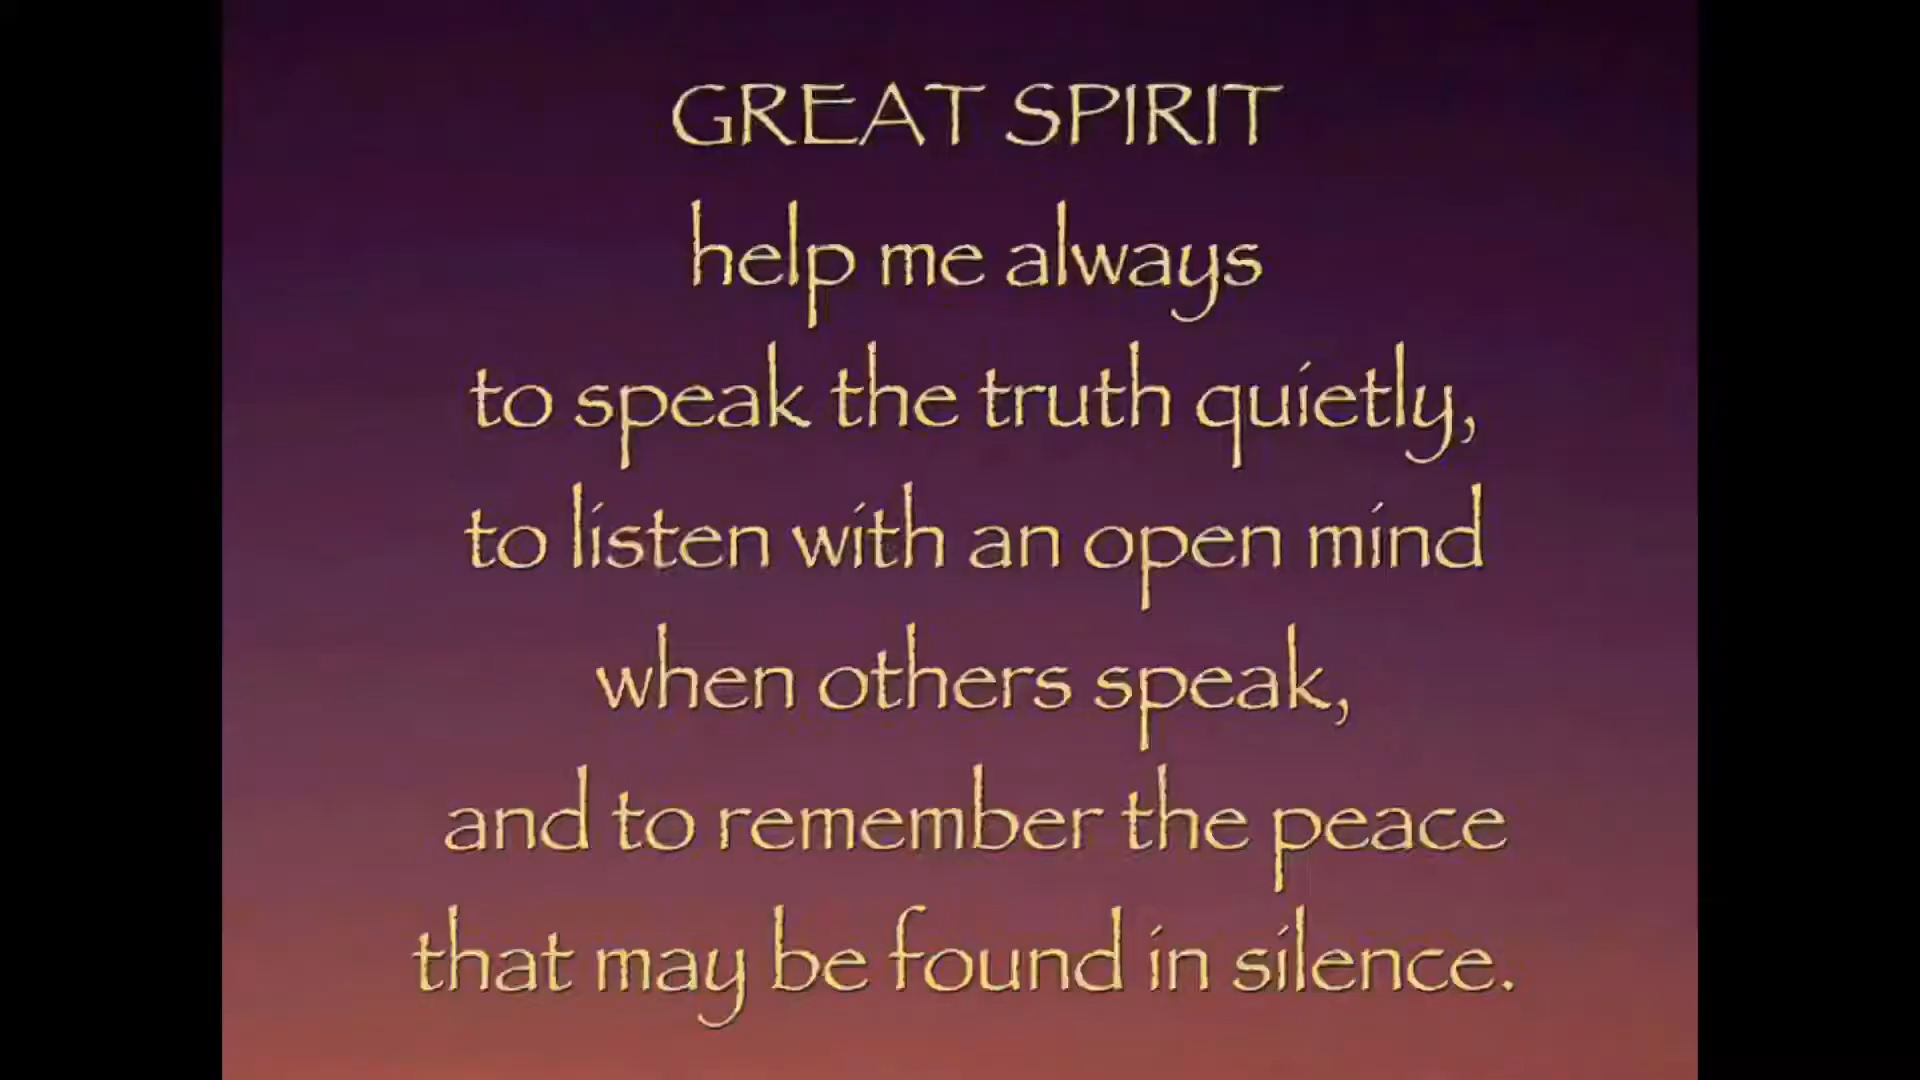 GREAT SPIRIT
help me always
to speak the truth quietly,
to listen with an open mind
when others speak,
and to remember the peace
that may be found in silence.